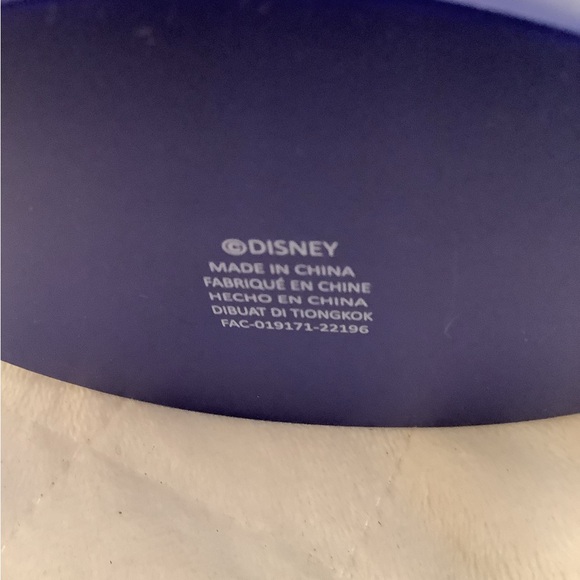 ©DISNEY
MADE IN CHINA
FABRIQUÉ EN CHINE
HECHO EN CHINA
DIBUAT DI TIONGKOK
FAC-019171-22196